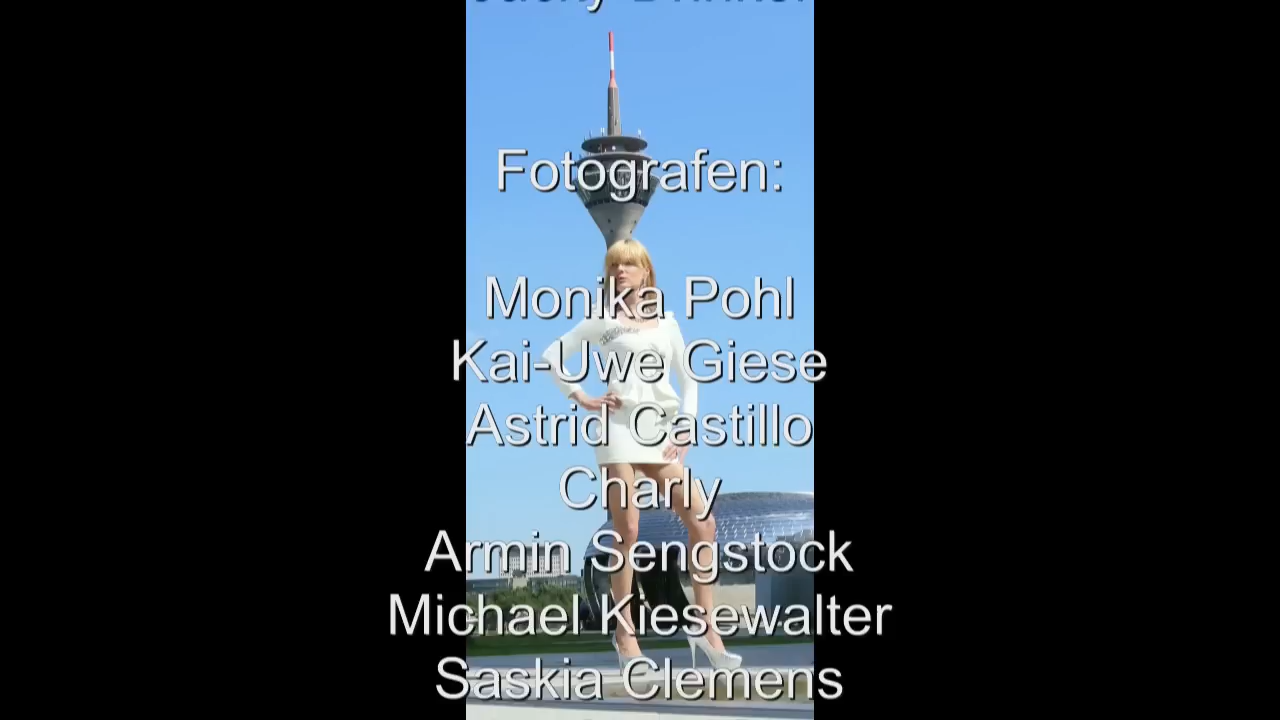 Fotografen:
Monika Pohl
Kai-Uwe Giese
Astrid Castillo
Charly
Armin Sengstock
Michael Kiesewalter
Saskia Clemens